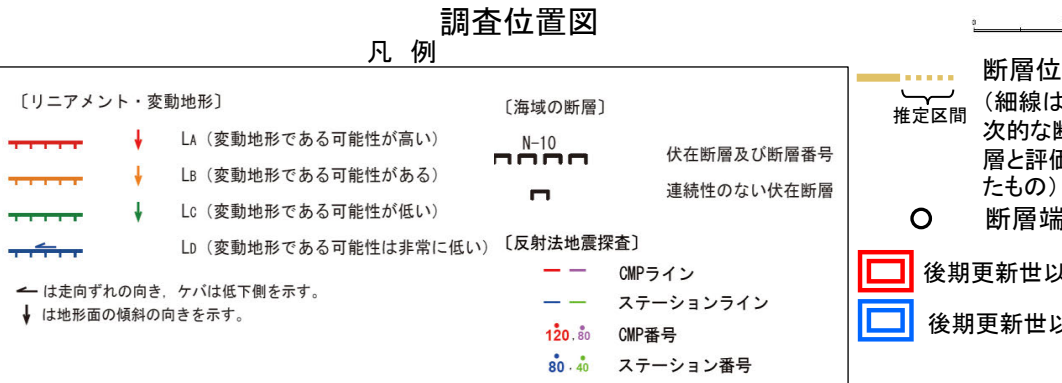 調査位置図
凡 例
〔リニアメント・変動地形〕
LA（変動地形である可能性が高い）
LB（変動地形である可能性がある）
LC（変動地形である可能性が低い）
LD（変動地形である可能性は非常に低い）
は走向ずれの向き，ケバは低下側を示す。
は地形面の傾斜の向きを示す。
〔海域の断層〕
N-10
伏在断層及び断層番号
連続性のない伏在断層
〔反射法地震探査〕
CMPライン
ステーションライン
120 . 80 CMP番号
80 . 40 ステーション番号
0
断層位
推定区間
（細線は
次的な断
層と評価
たもの）
断層端
後期更新世以
後期更新世以